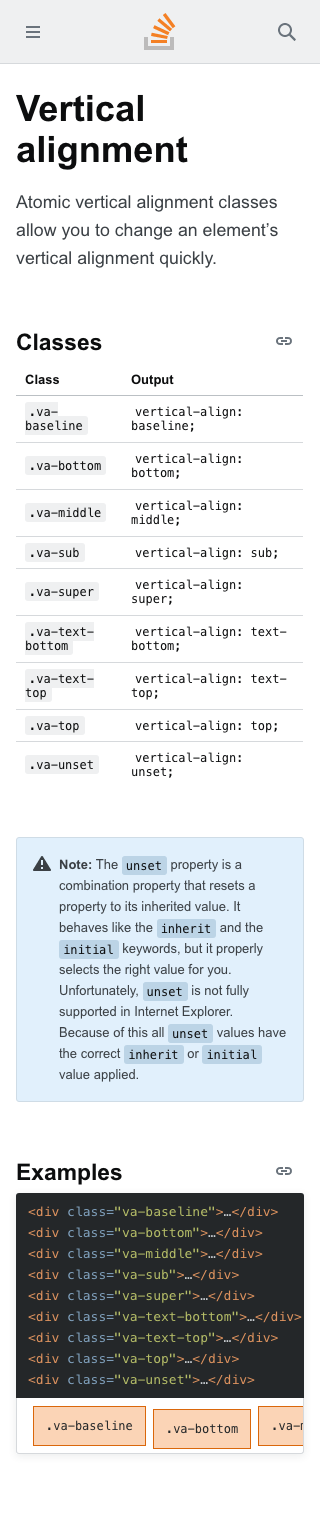 Vertical
alignment
Atomic vertical alignment classes
allow you to change an element’s
vertical alignment quickly.
Classes
Class Output
.va-
baseline
vertical-align:
baseline;
.va-bottom
vertical-align:
bottom;
.va-middle
vertical-align:
middle;
.va-sub vertical-align: sub;
.va-super
vertical-align:
super;
.va-text-
bottom
vertical-align: text-
bottom;
.va-text-
top
vertical-align: text-
top;
.va-top vertical-align: top;
.va-unset
vertical-align:
unset;
Note: The unset property is a
combination property that resets a
property to its inherited value. It
behaves like the inherit and the
initial keywords, but it properly
selects the right value for you.
Unfortunately, unset is not fully
supported in Internet Explorer.
Because of this all unset values have
the correct inherit or initial
value applied.
Examples
<div class="va-baseline">…</div>
<div class="va-bottom">…</div>
<div class="va-middle">…</div>
<div class="va-sub">…</div>
<div class="va-super">…</div>
<div class="va-text-bottom">…</div>
<div class="va-text-top">…</div>
<div class="va-top">…</div>
<div class="va-unset">…</div>
.va-baseline .va-bottom